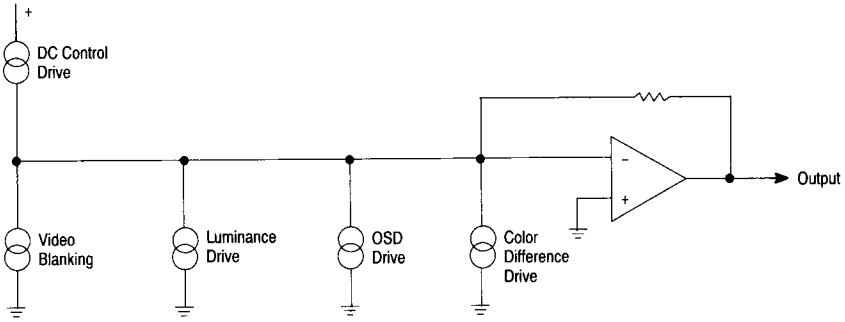 +
DC Control
Drive
Video
Blanking
Luminance
Drive
OSD
Drive
Color
Difference
Drive
−
+
Output